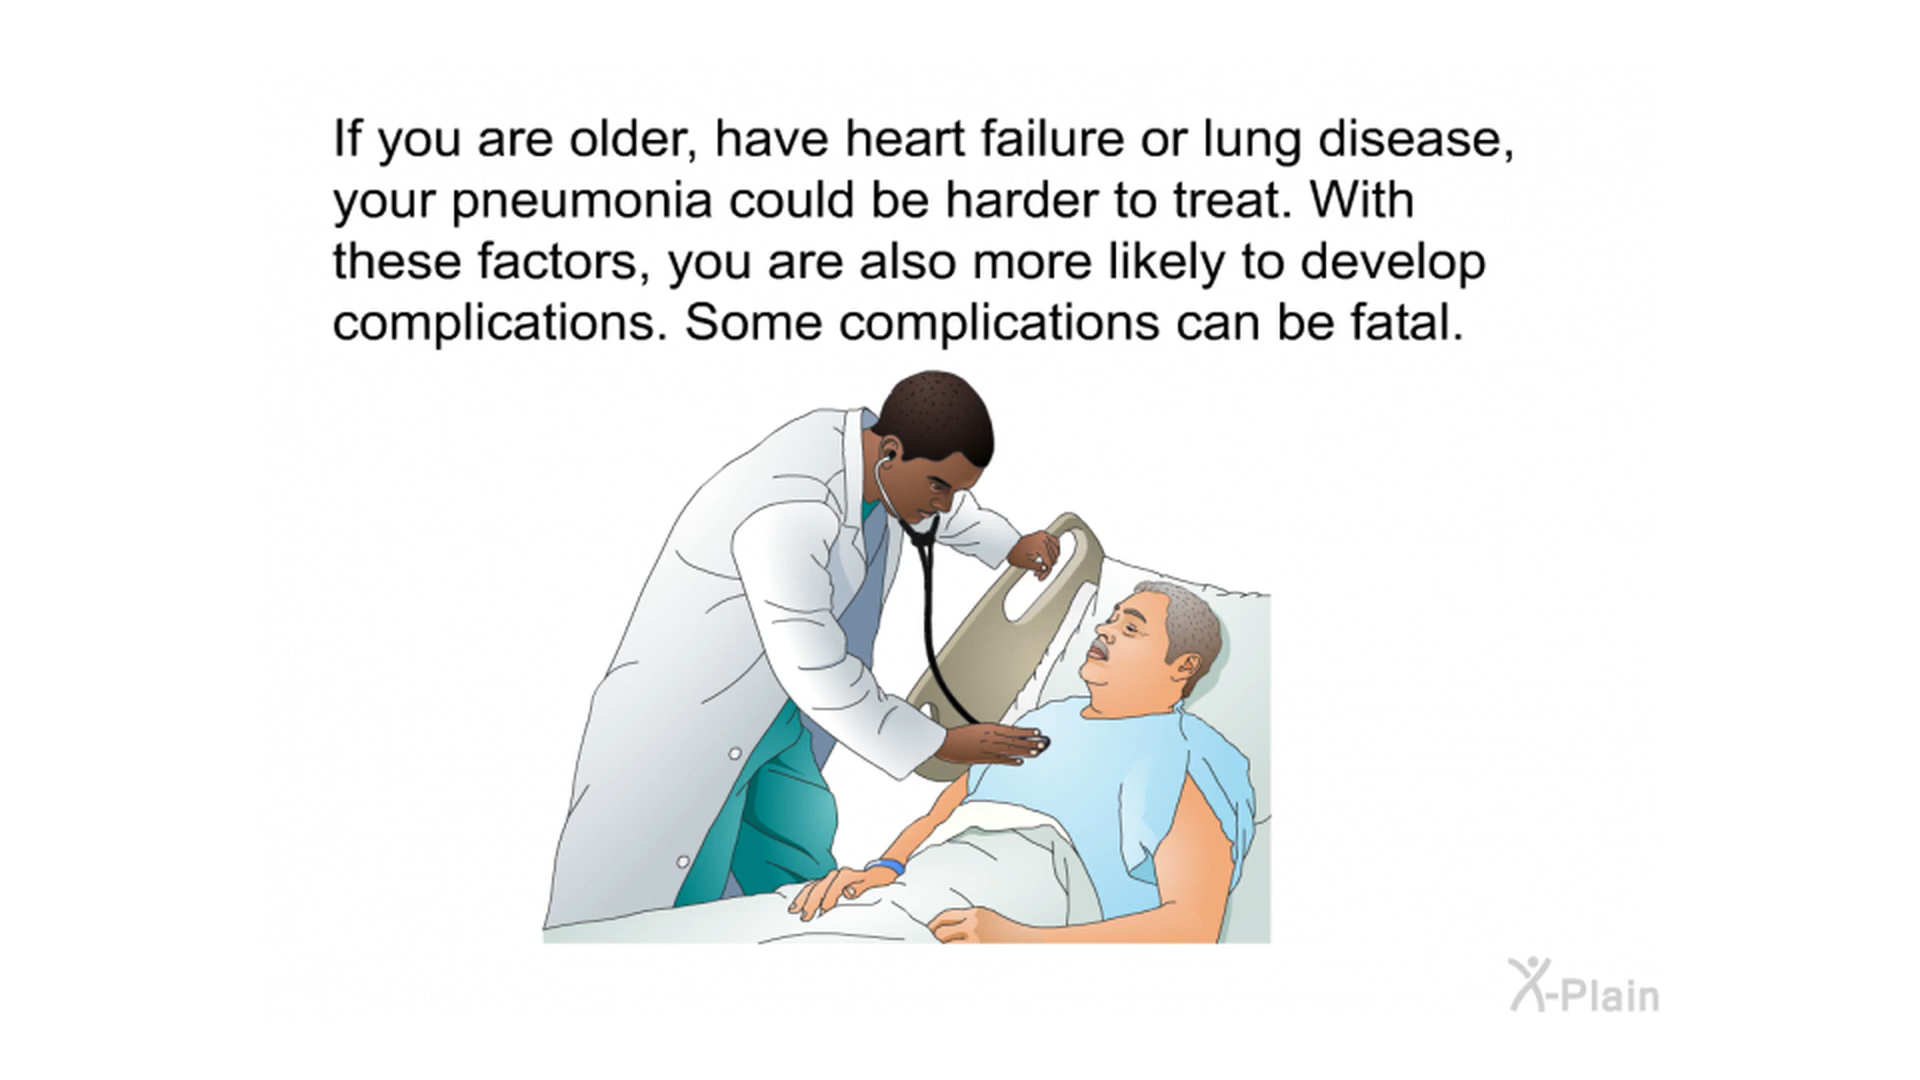 If you are older, have heart failure or lung disease,
your pneumonia could be harder to treat. With
these factors, you are also more likely to develop
complications. Some complications can be fatal.
X-Plain